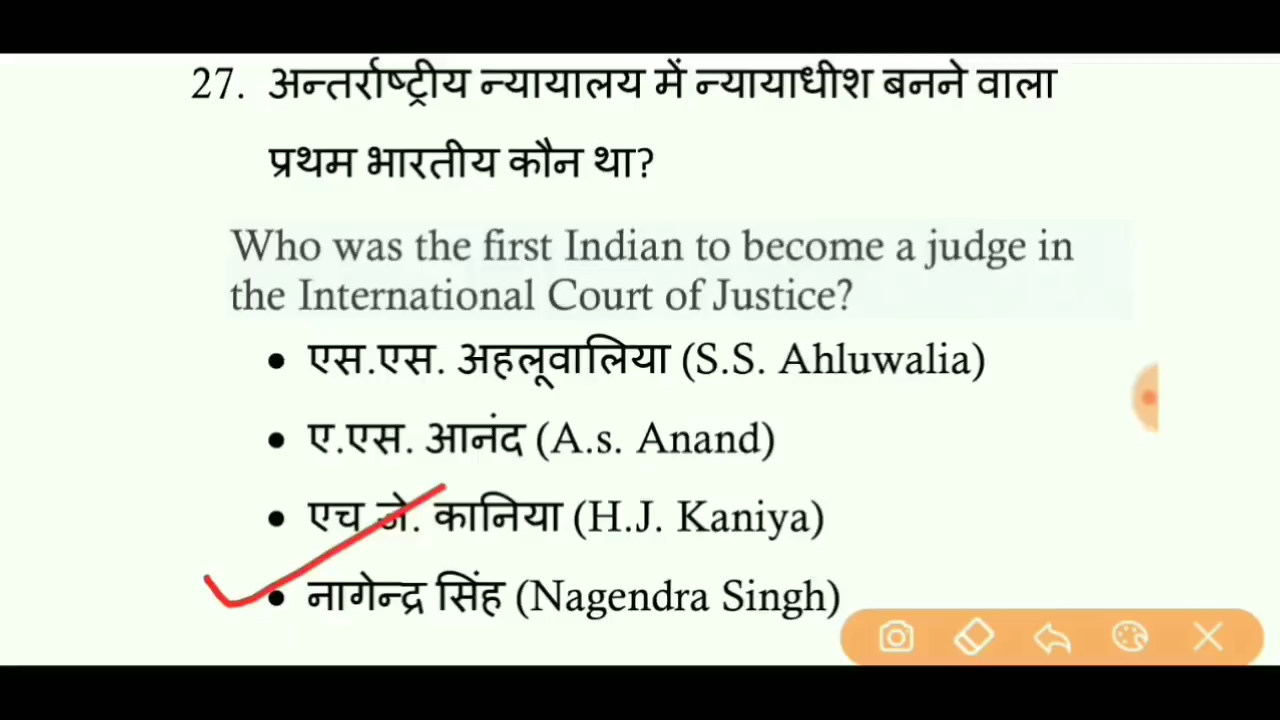 27. अन्तर्राष्ट्रीय न्यायालय में न्यायाधीश बनने वाला
प्रथम भारतीय कौन था?
Who was the first Indian to become a judge in
the International Court of Justice?
• एस.एस. अहलूवालिया (S.S. Ahluwalia)
• ए.एस. आनंद (A.s. Anand)
• एच जे. कानिया (H.J. Kaniya)
• नागेन्द्र सिंह (Nagendra Singh)